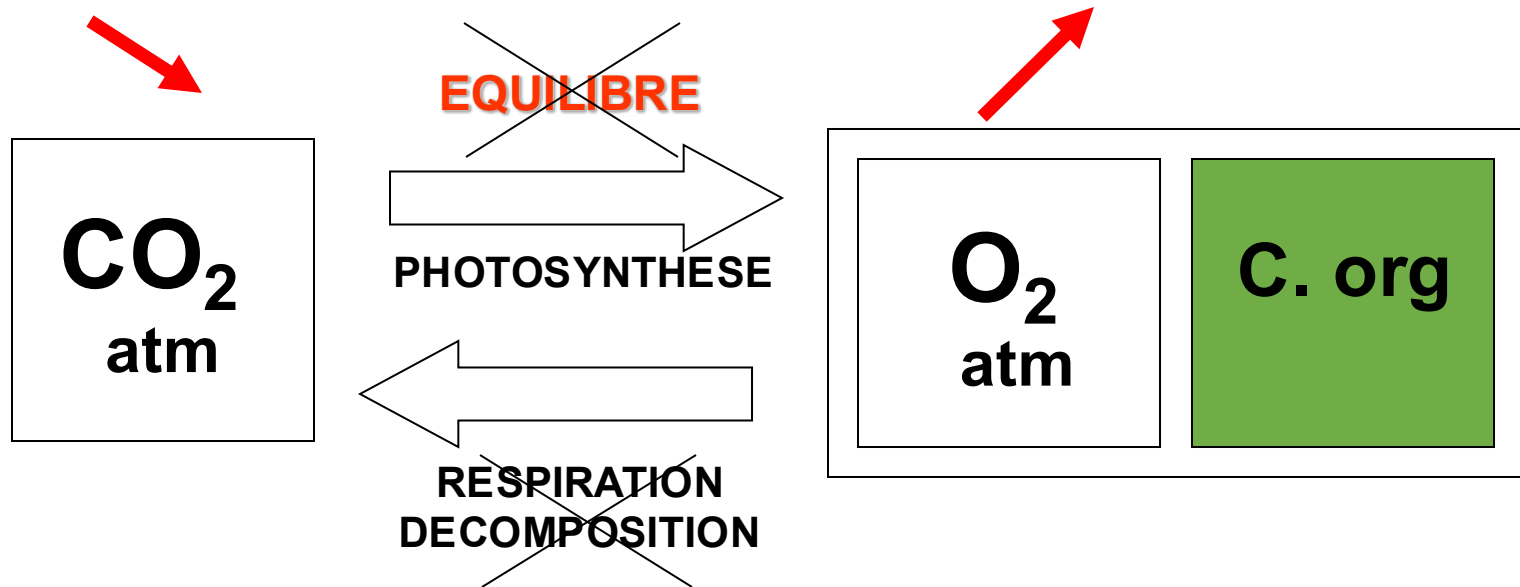 EQUILIBRE
CO₂
atm
PHOTOSYNTHESE
O₂
atm
C. org
RESPIRATION
DECOMPOSITION